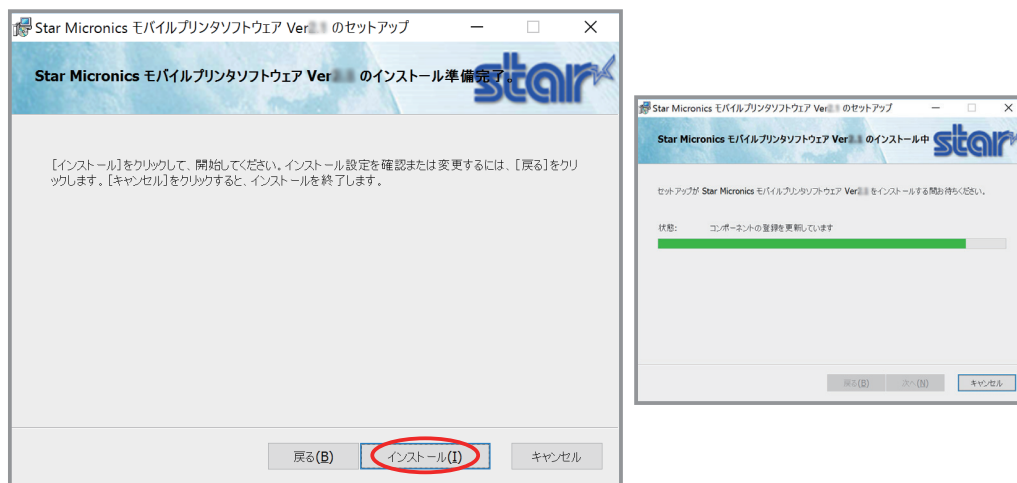 Star Micronics モバイルプリンタソフトウェア Ver のセットアップ
Star Micronics モバイルプリンタソフトウェア Ver のインストール準備完了。
star
[インストール]をクリックして、開始してください。インストール設定を確認または変更するには、[戻る]をクリ
ックします。[キャンセル]をクリックすると、インストールを終了します。
戻る(B)
インストール(I)
キャンセル
Star Micronics モバイルプリンタソフトウェア Ver のセットアップ
Star Micronics モバイルプリンタソフトウェア Ver のインストール中
star
セットアップが Star Micronics モバイルプリンタソフトウェア Ver をインストールする間お待ちください。
状態: コンポーネントの登録を更新しています
戻る(B)
次へ(N)
キャンセル